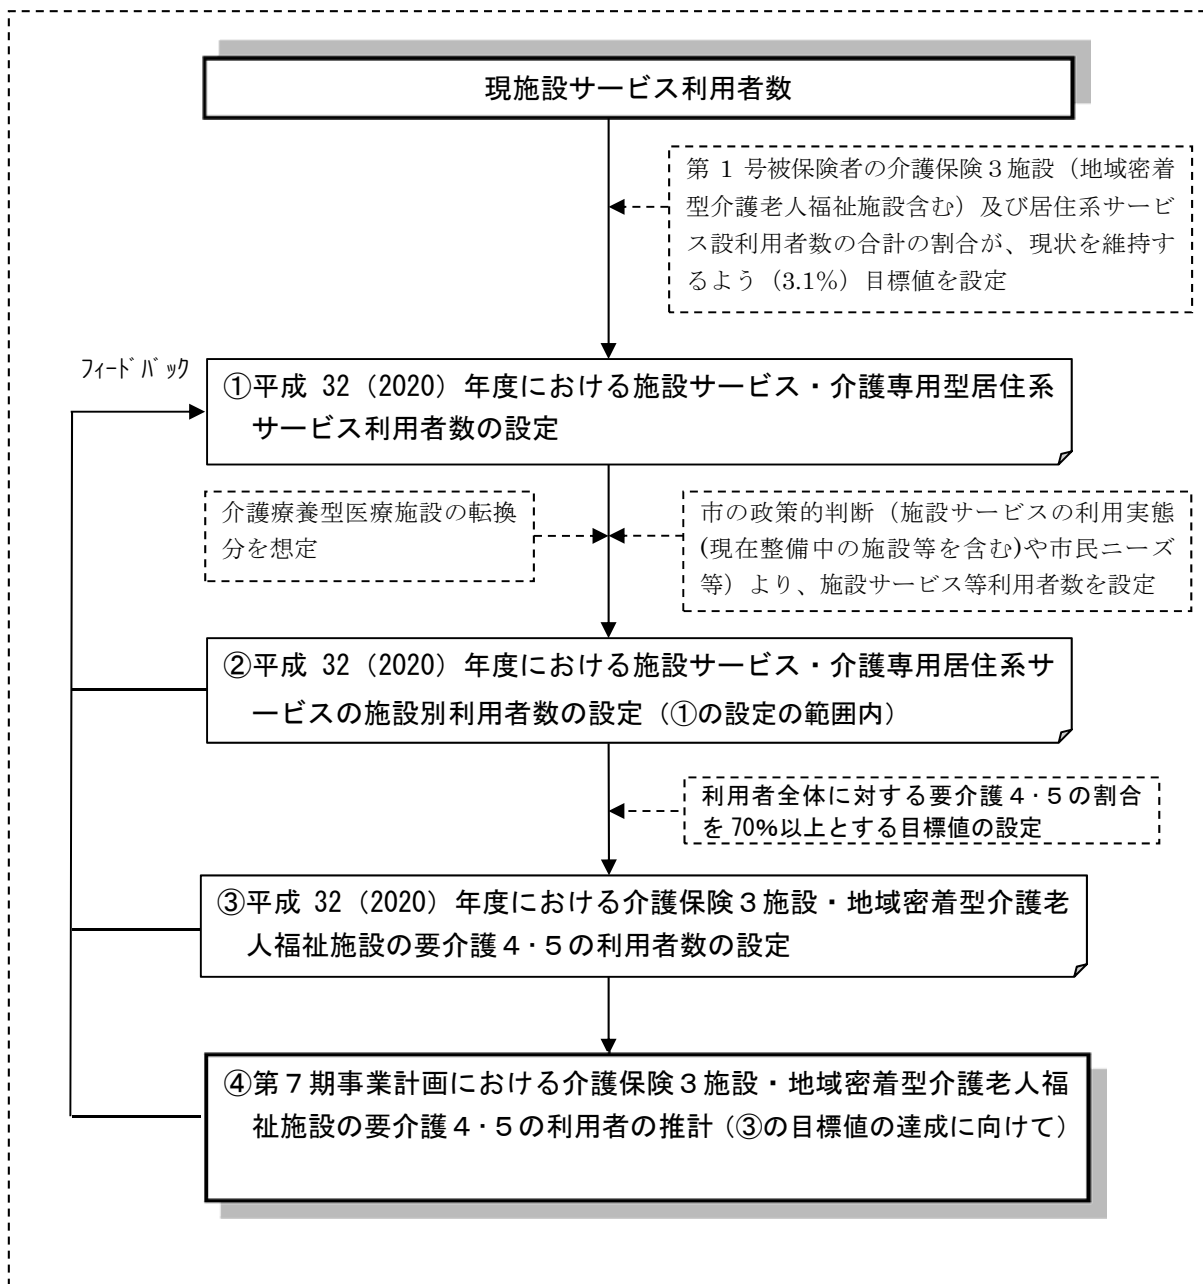 現施設サービス利用者数
第 1 号被保険者の介護保険３施設（地域密着
型介護老人福祉施設含む）及び居住系サービ
ス設利用者数の合計の割合が、現状を維持す
るよう（3.1％）目標値を設定
ﾌｨｰﾄﾞﾊﾞｯｸ
①平成 32（2020）年度における施設サービス・介護専用型居住系
サービス利用者数の設定
介護療養型医療施設の転換
分を想定
市の政策的判断（施設サービスの利用実態
(現在整備中の施設等を含む)や市民ニーズ
等）より、施設サービス等利用者数を設定
②平成 32（2020）年度における施設サービス・介護専用居住系サ
ービスの施設別利用者数の設定（①の設定の範囲内）
利用者全体に対する要介護４･５の割合
を 70%以上とする目標値の設定
③平成 32（2020）年度における介護保険３施設・地域密着型介護老
人福祉施設の要介護４･５の利用者数の設定
④第７期事業計画における介護保険３施設・地域密着型介護老人福
祉施設の要介護４･５の利用者の推計（③の目標値の達成に向けて）